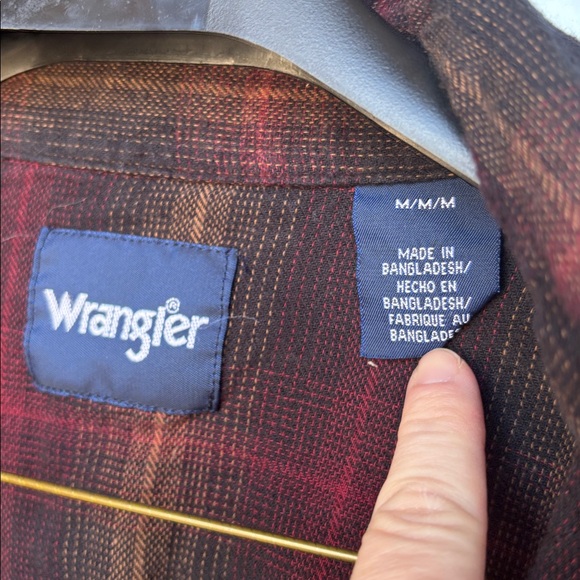 Wrangler®
M/M/M
MADE IN
BANGLADESH/
HECHO EN
BANGLADESH/
FABRIQUE AU